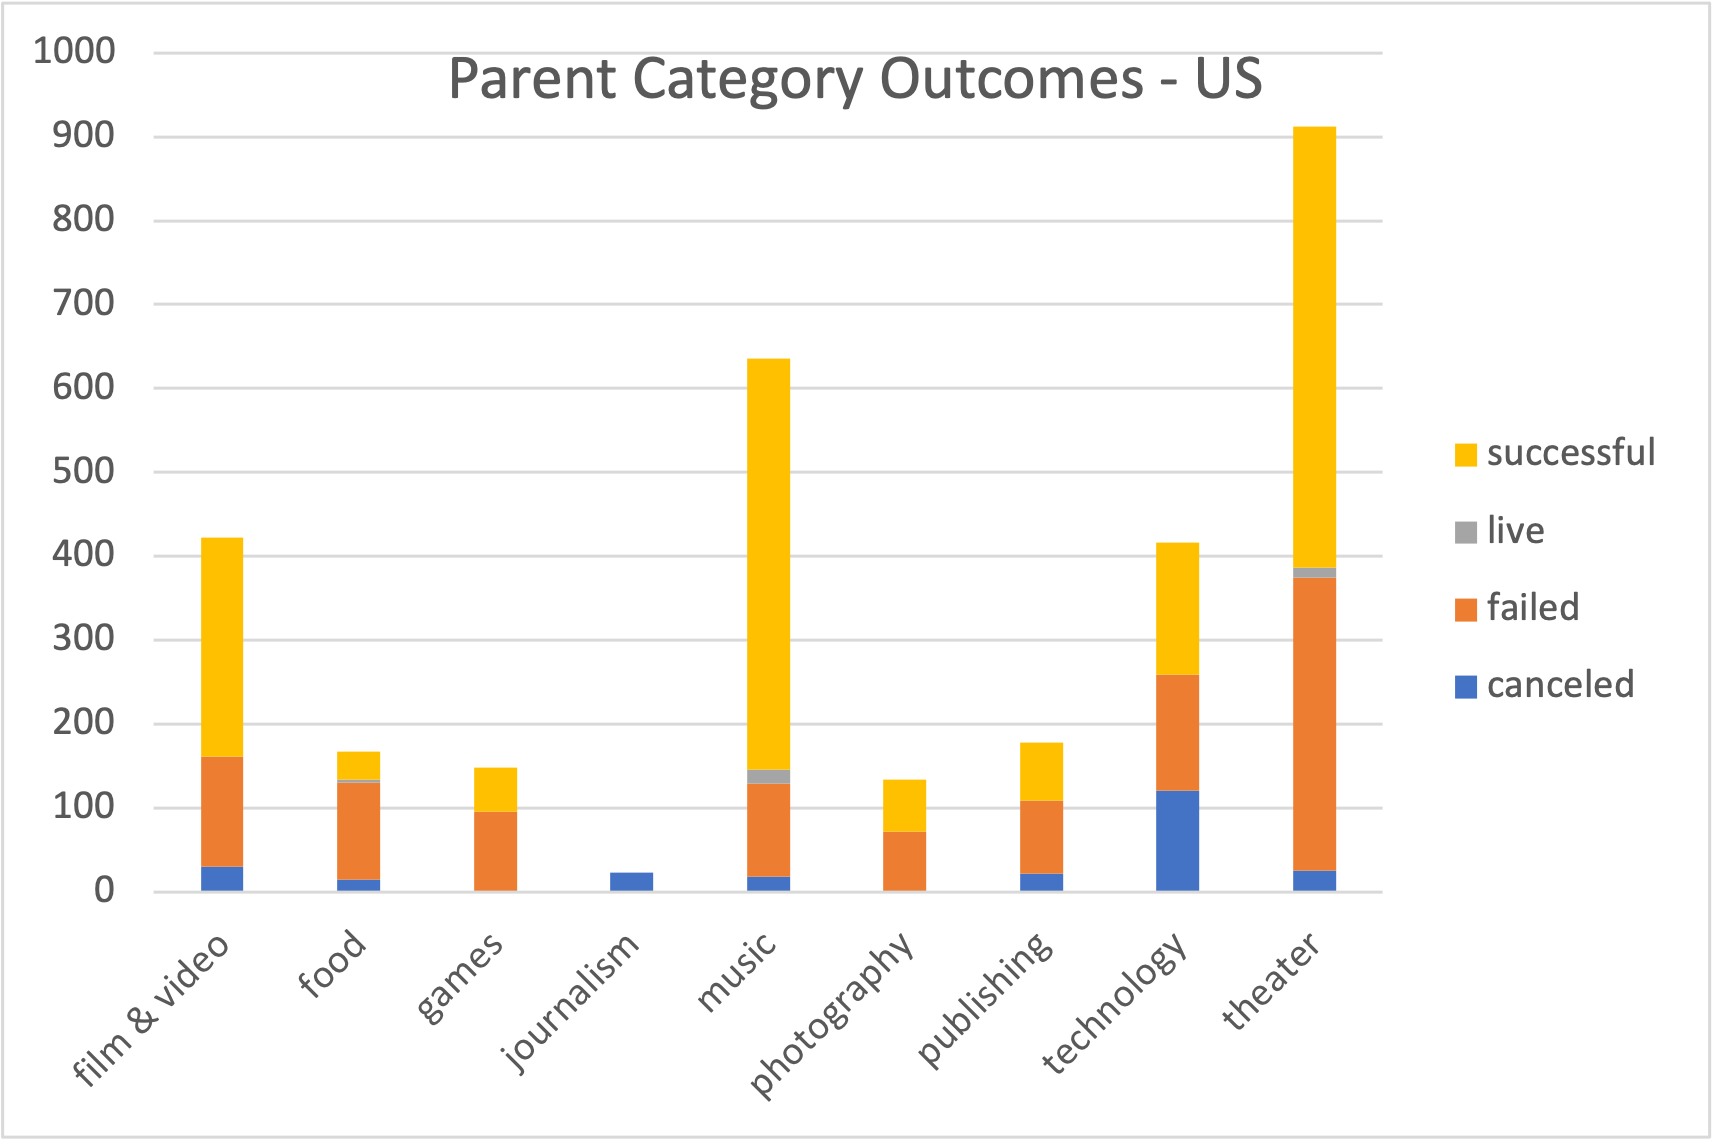 Parent Category Outcomes - US
1000
900
800
700
600
500
400
300
200
100
0
film & video
food
games
journalism
music
photography
publishing
technology
theater
successful
live
failed
canceled